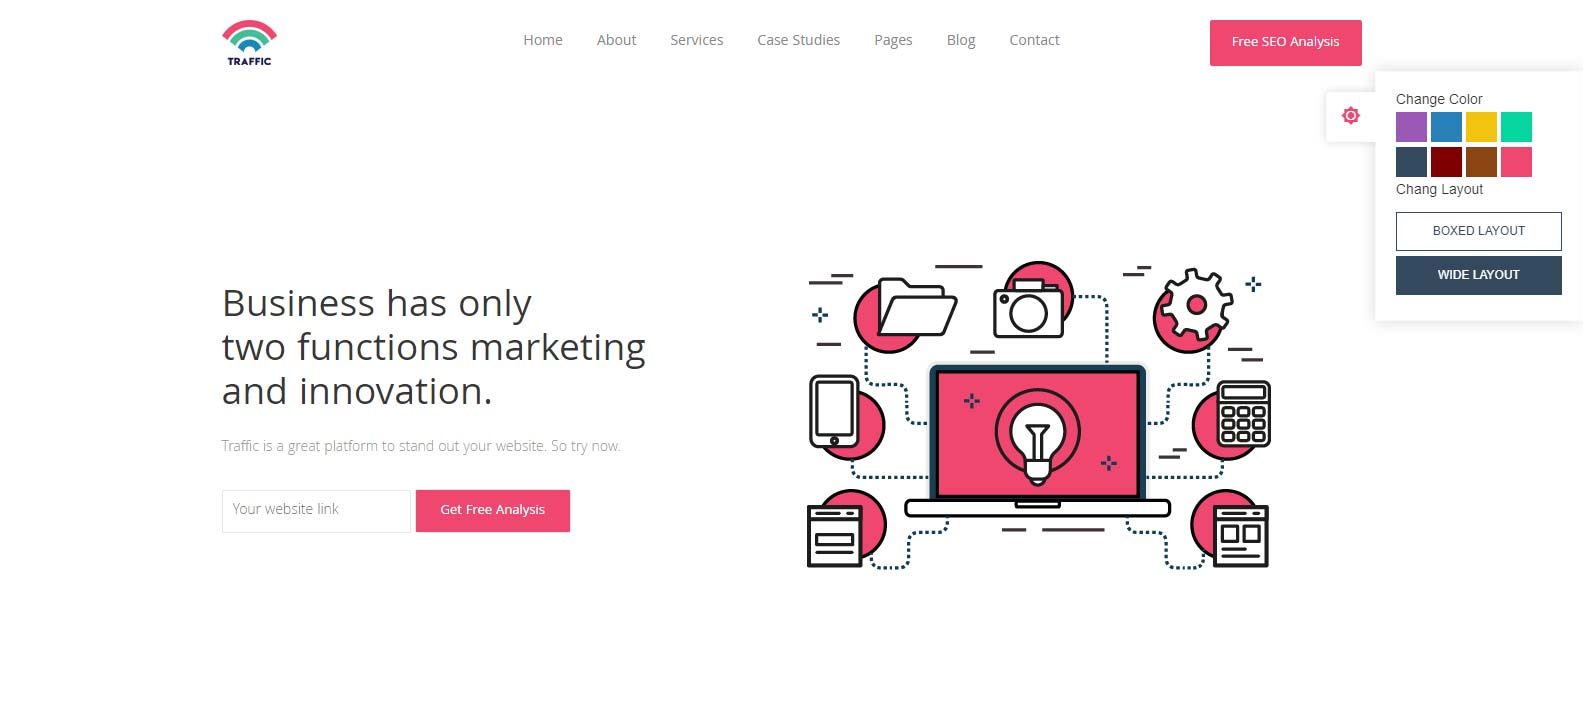 TRAFFIC
Home About Services Case Studies Pages Blog Contact
Free SEO Analysis
Change Color
Chang Layout
BOXED LAYOUT
WIDE LAYOUT
Business has only
two functions marketing
and innovation.
Traffic is a great platform to stand out your website. So try now.
Your website link
Get Free Analysis